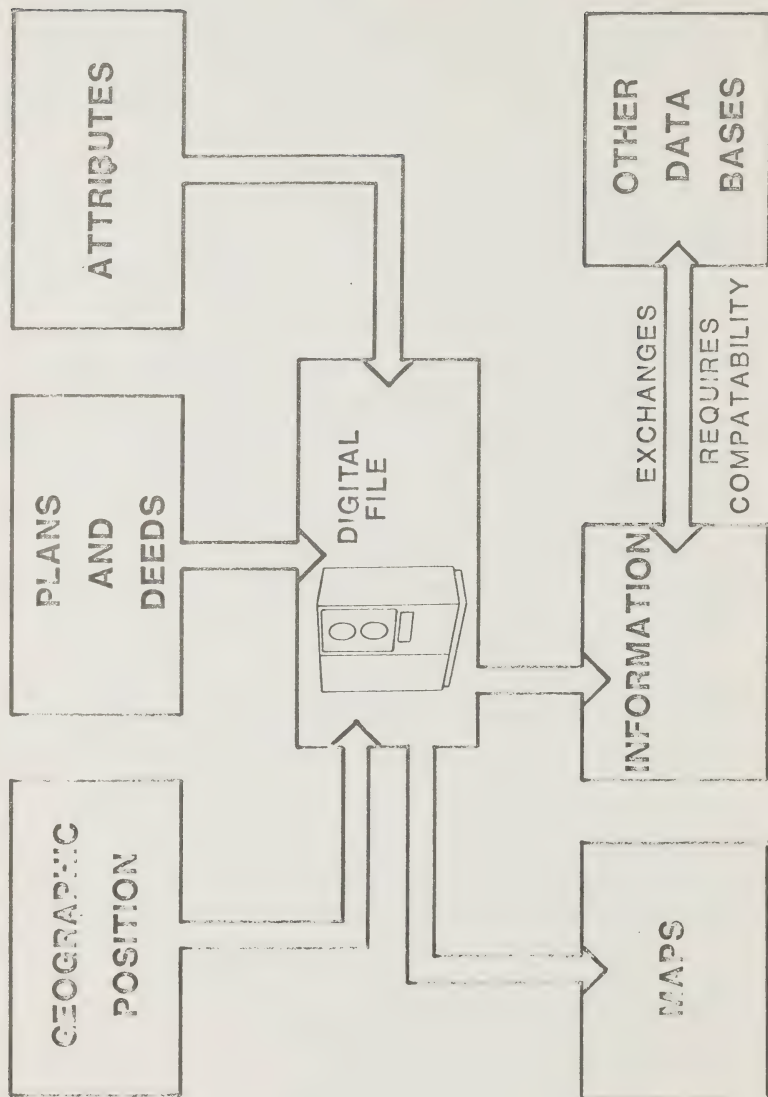 GEOGRAPHIC
POSITION
PLANS
AND
DEEDS
ATTRIBUTES
DIGITAL
FILE
MAPS
INFORMATION
EXCHANGES
REQUIRES
COMPATABILITY
OTHER
DATA
BASES